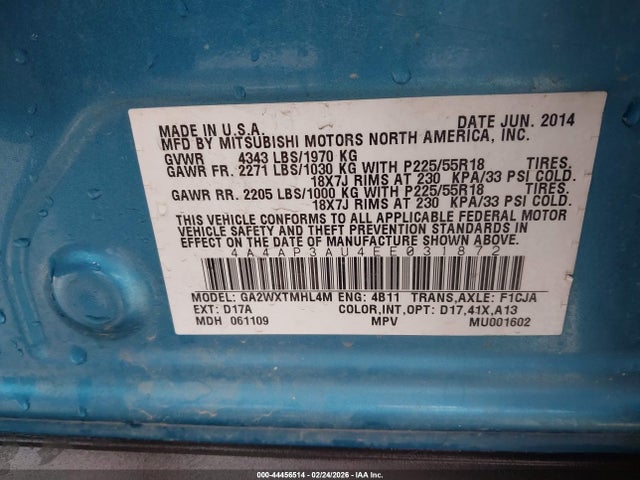 MADE IN U.S.A. DATE JUN. 2014
MFD BY MITSUBISHI MOTORS NORTH AMERICA, INC.
GVWR 4343 LBS/1970 KG
GAWR FR. 2271 LBS/1030 KG WITH P225/55R18 TIRES.
18X7J RIMS AT 230 KPA/33 PSI COLD.
GAWR RR. 2205 LBS/1000 KG WITH P225/55R18 TIRES.
18X7J RIMS AT 230 KPA/33 PSI COLD.
THIS VEHICLE CONFORMS TO ALL APPLICABLE FEDERAL MOTOR
VEHICLE SAFETY AND THEFT PREVENTION STANDARDS IN
EFFECT ON THE DATE OF MANUFACTURE SHOWN ABOVE.
4A4AP3AU4EE031872
MODEL: GA2WXTMHL4M ENG: 4B11 TRANS,AXLE: F1CJA
EXT: D17A COLOR,INT,OPT: D17,41X,A13
MDH 061109 MPV MU001602
000-44456514 - 02/24/2026 - IAA Inc.